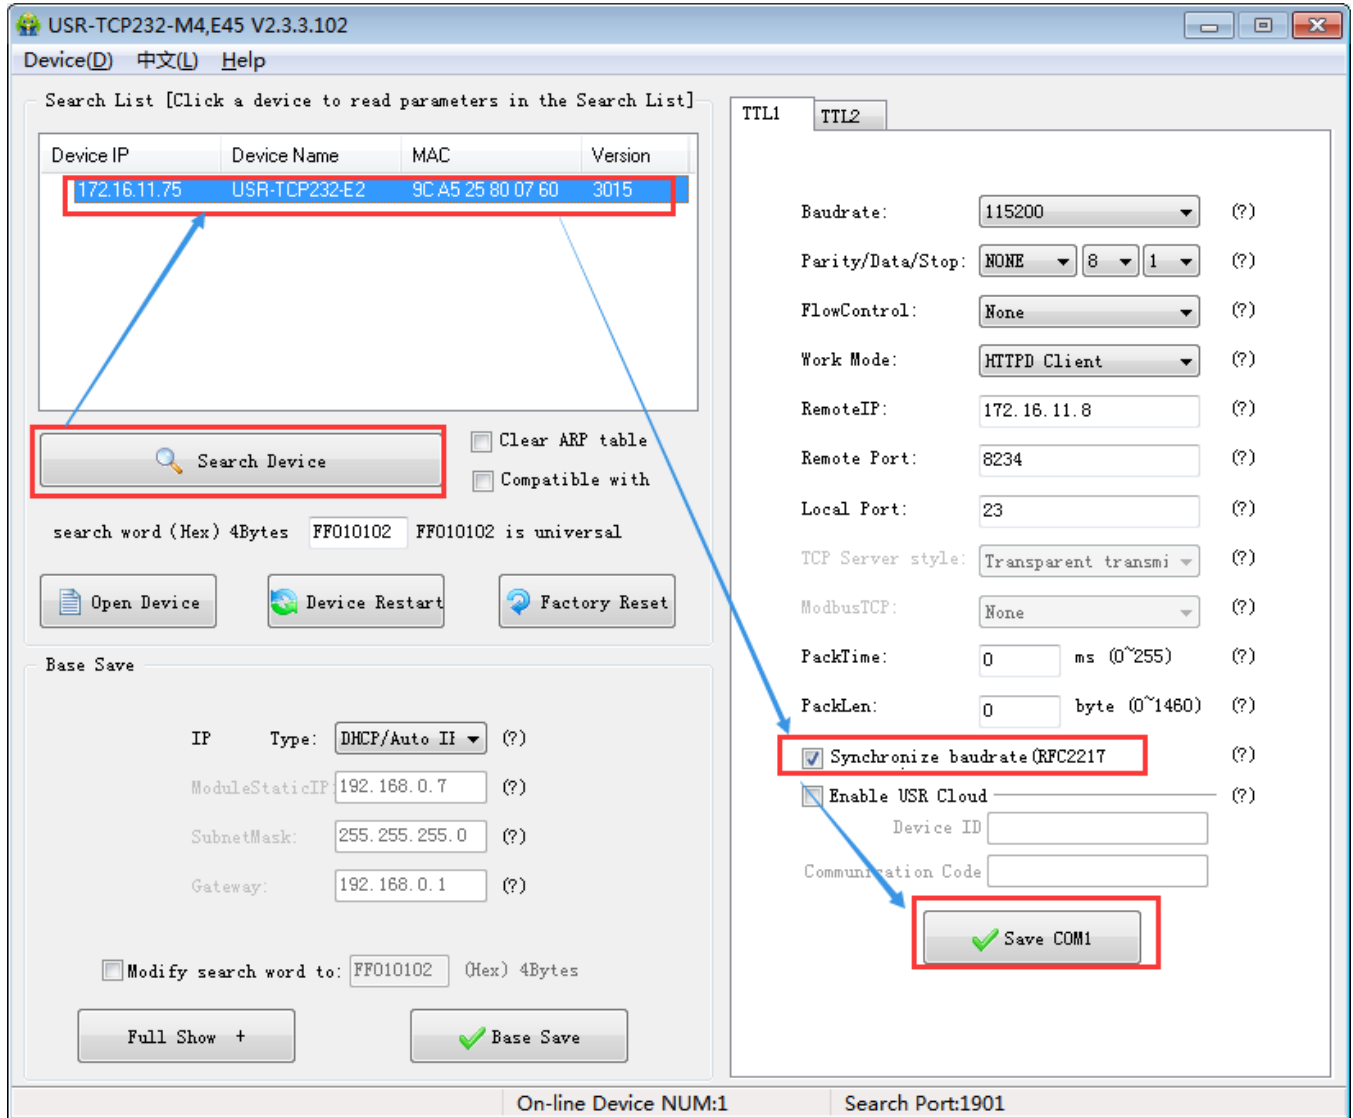 USR-TCP232-M4,E45 V2.3.3.102
Device(D) 中文(L) Help
Search List [Click a device to read parameters in the Search List]
Device IP Device Name MAC Version
172.16.11.75 USR-TCP232-E2 9C A5 25 80 07 60 3015
Search Device
Clear ARP table
Compatible with
search word(Hex) 4Bytes FF010102 FF010102 is universal
Open Device Device Restart Factory Reset
Base Save
IP Type: DHCP/Auto II (?)
ModuleStaticIP: 192.168.0.7 (?)
SubnetMask: 255.255.255.0 (?)
Gateway: 192.168.0.1 (?)
Modify search word to: FF010102 (Hex) 4Bytes
Full Show + Base Save
TTL1 TTL2
Baudrate: 115200 (?)
Parity/Data/Stop: NONE 8 1 (?)
FlowControl: None (?)
Work Mode: HTTPD Client (?)
RemoteIP: 172.16.11.8 (?)
Remote Port: 8234 (?)
Local Port: 23 (?)
TCP Server style: Transparent transmi (?)
ModbusTCP: None (?)
PackTime: 0 ms (0~255) (?)
PackLen: 0 byte (0~1460) (?)
Synchronize baudrate(RFC2217 (?)
Enable USR Cloud (?)
Device ID
Communication Code
Save COM1
On-line Device NUM:1 Search Port:1901